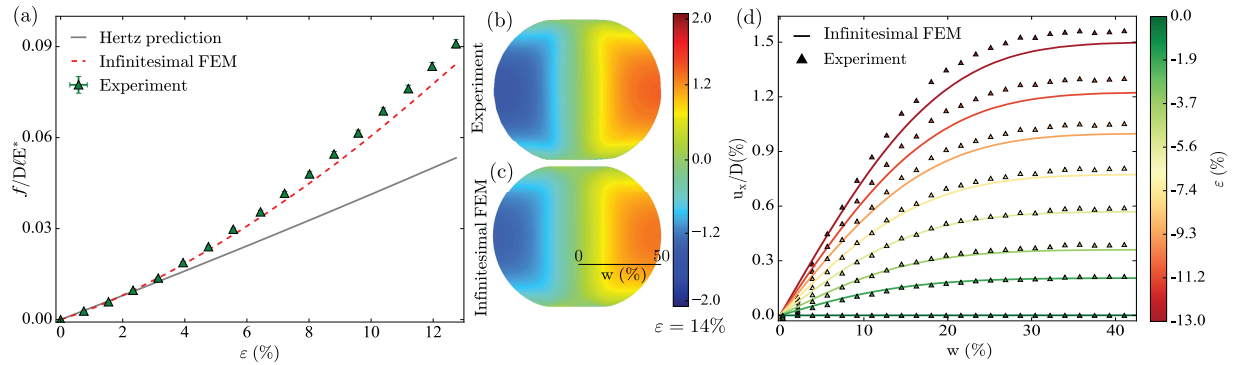 (a)
0.09
0.06
0.03
0.00
f/DℓE*
Hertz prediction
Infinitesimal FEM
Experiment
0
2
4
6
8
10
12
ε (%)
(b)
Experiment
(c)
Infinitesimal FEM
0
50
w (%)
2.0
1.2
0.0
−1.2
−2.0
ε = 14%
(d)
1.5
1.2
0.9
0.6
0.3
0.0
uₓ/D(%)
Infinitesimal FEM
Experiment
0
10
20
30
40
w (%)
0.0
-1.9
-3.7
-5.6
-7.4
-9.3
-11.2
-13.0
ε (%)